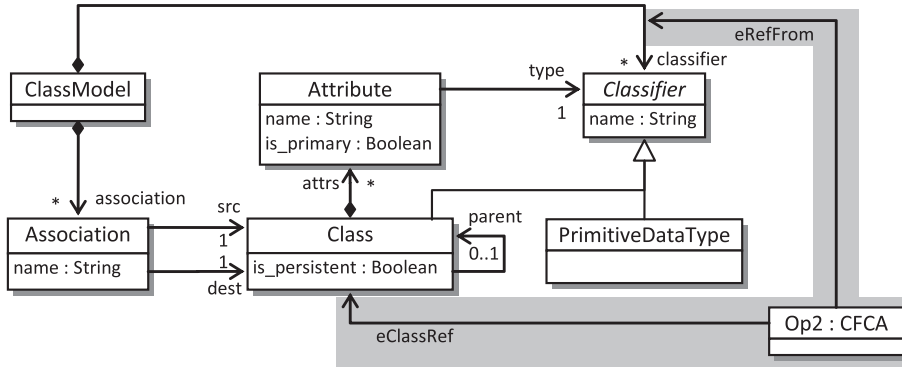 eRefFrom
* classifier
ClassModel
Attribute
type
1
Classifier
name : String
is_primary : Boolean
name : String
attrs *
* association
src
1
parent
0..1
Association
name : String
Class
is_persistent : Boolean
PrimitiveDataType
1
dest
Op2 : CFCA
eClassRef